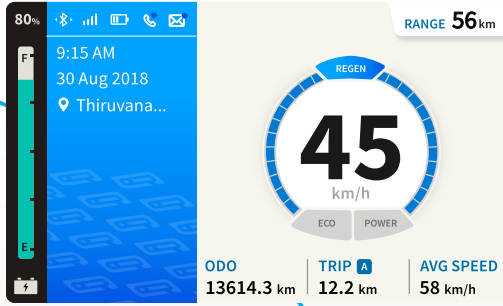 80%
F
E
9:15 AM
30 Aug 2018
Thiruvana...
RANGE 56 km
REGEN
45
km/h
ECO POWER
ODO
13614.3 km
TRIP A
12.2 km
AVG SPEED
58 km/h